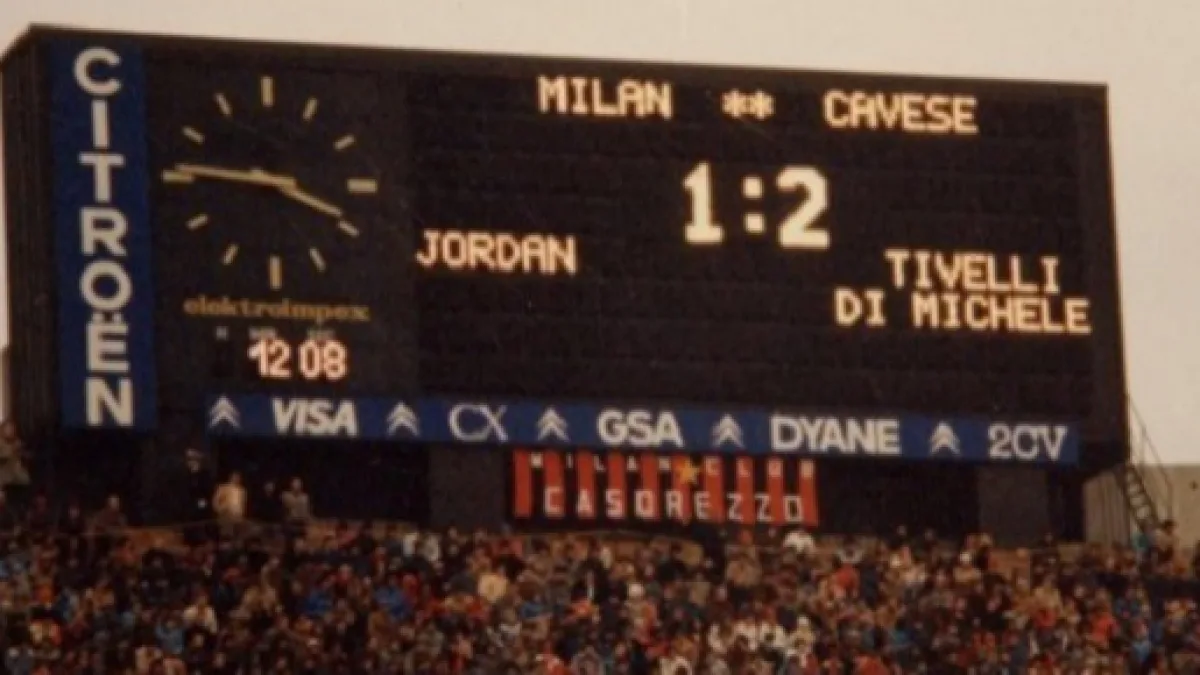 CITROËN
MILAN ** CAVESE
1:2
JORDAN
TIVELLI
DI MICHELE
elektroimpex
12 08
VISA CX GSA DYANE 2CV
MILAN CLUB
CASOREZZO